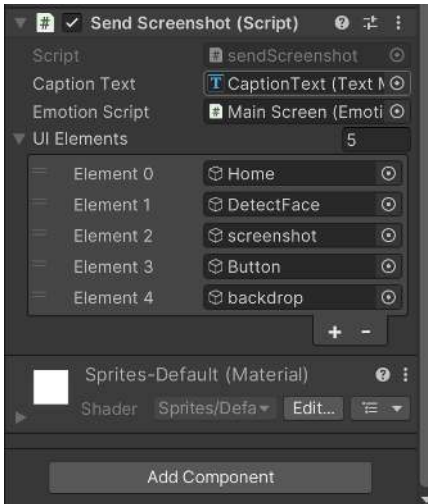 Send Screenshot (Script)
Script sendScreenshot
Caption Text CaptionText (Text M
Emotion Script Main Screen (Emoti
UI Elements 5
Element 0 Home
Element 1 DetectFace
Element 2 screenshot
Element 3 Button
Element 4 backdrop
+ -
Sprites-Default (Material)
Shader Sprites/Defa Edit...
Add Component